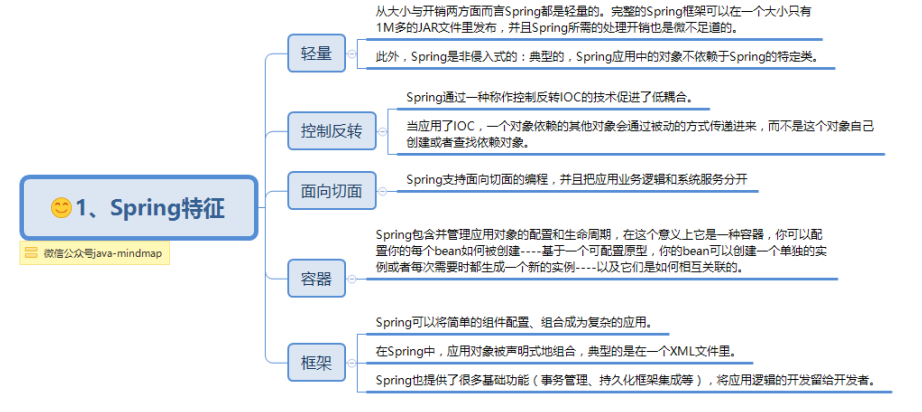 从大小与开销两方面而言Spring都是轻量的。完整的Spring框架可以在一个大小只有
1M多的JAR文件里发布，并且Spring所需的处理开销也是微不足道的。
轻量
此外，Spring是非侵入式的：典型的，Spring应用中的对象不依赖于Spring的特定类。
Spring通过一种称作控制反转IOC的技术促进了低耦合。
控制反转
当应用了IOC，一个对象依赖的其他对象会通过被动的方式传递进来，而不是这个对象自己
创建或者查找依赖对象。
面向切面
Spring支持面向切面的编程，并且把应用业务逻辑和系统服务分开
1、Spring特征
微信公众号java-mindmap
Spring包含并管理应用对象的配置和生命周期，在这个意义上它是一种容器，你可以配
置你的每个bean如何被创建----基于一个可配置原型，你的bean可以创建一个单独的实
例或者每次需要时都生成一个新的实例----以及它们是如何相互关联的。
容器
Spring可以将简单的组件配置、组合成为复杂的应用。
框架
在Spring中，应用对象被声明式地组合，典型的是在一个XML文件里。
Spring也提供了很多基础功能（事务管理、持久化框架集成等），将应用逻辑的开发留给开发者。